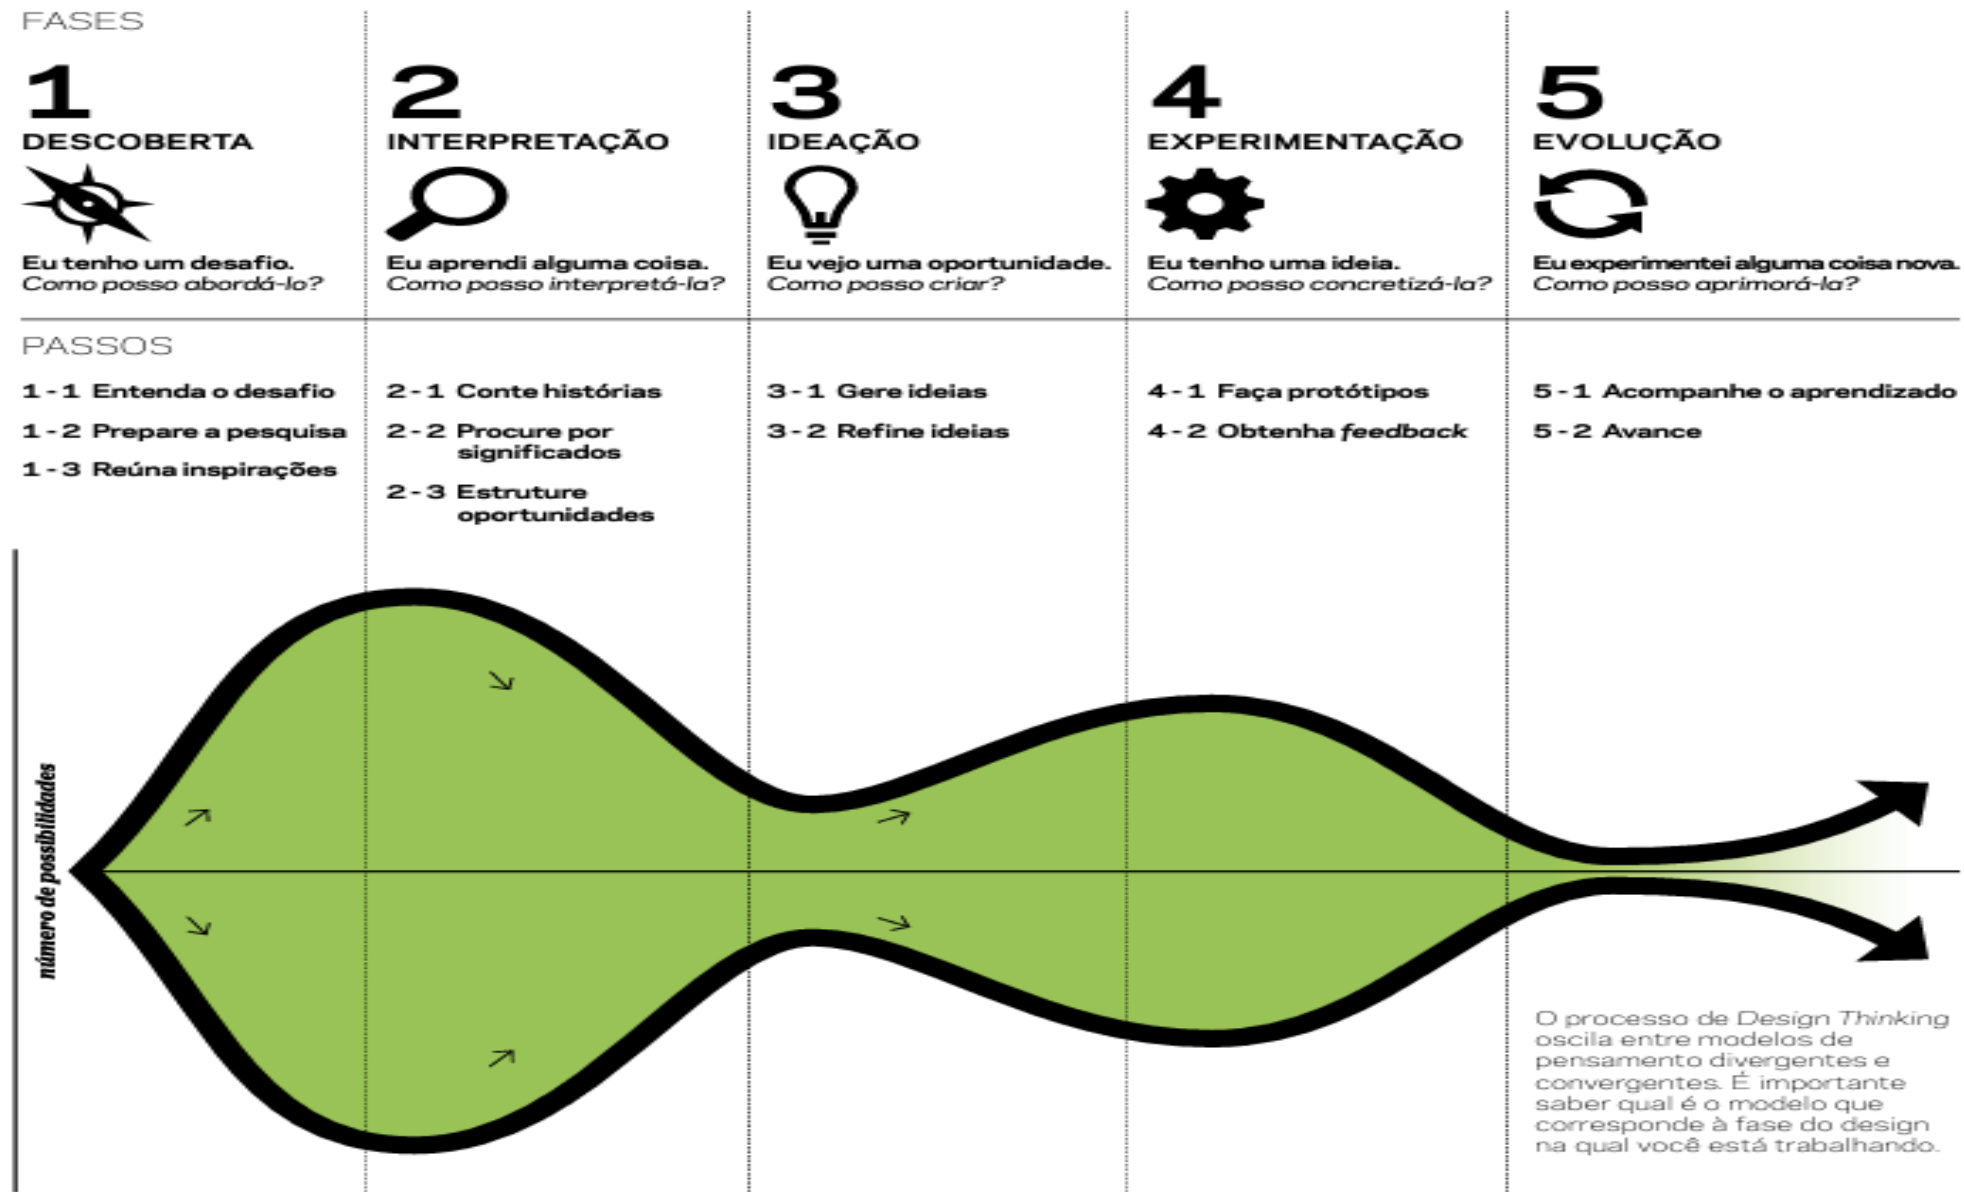 FASES
1
DESCOBERTA
Eu tenho um desafio.
Como posso abordá-lo?
2
INTERPRETAÇÃO
Eu aprendi alguma coisa.
Como posso interpretá-la?
3
IDEAÇÃO
Eu vejo uma oportunidade.
Como posso criar?
4
EXPERIMENTAÇÃO
Eu tenho uma ideia.
Como posso concretizá-la?
5
EVOLUÇÃO
Eu experimentei alguma coisa nova.
Como posso aprimorá-la?
PASSOS
1-1 Entenda o desafio
1-2 Prepare a pesquisa
1-3 Reúna inspirações
2-1 Conte histórias
2-2 Procure por
significados
2-3 Estruture
oportunidades
3-1 Gere ideias
3-2 Refine ideias
4-1 Faça protótipos
4-2 Obtenha feedback
5-1 Acompanhe o aprendizado
5-2 Avance
número de possibilidades
O processo de Design Thinking
oscila entre modelos de
pensamento divergentes e
convergentes. É importante
saber qual é o modelo que
corresponde à fase do design
na qual você está trabalhando.